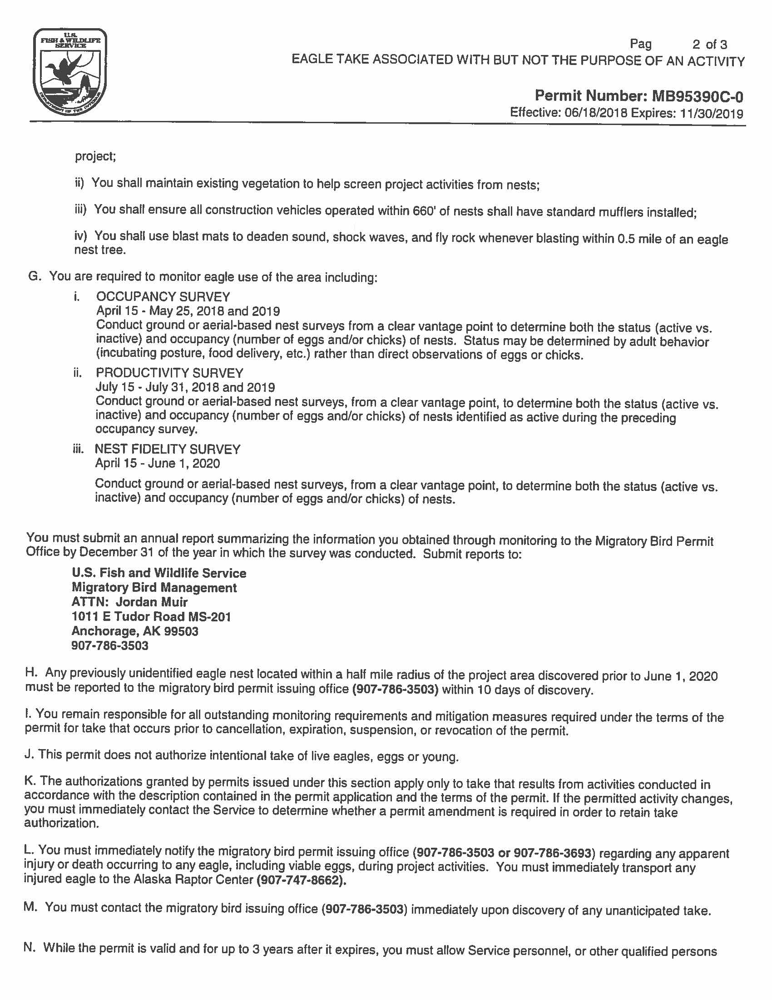 U.S.
FISH & WILDLIFE
SERVICE
DEPARTMENT OF THE INTERIOR
Pag 2 of 3
EAGLE TAKE ASSOCIATED WITH BUT NOT THE PURPOSE OF AN ACTIVITY
Permit Number: MB95390C-0
Effective: 06/18/2018 Expires: 11/30/2019
project;
ii) You shall maintain existing vegetation to help screen project activities from nests;
iii) You shall ensure all construction vehicles operated within 660' of nests shall have standard mufflers installed;
iv) You shall use blast mats to deaden sound, shock waves, and fly rock whenever blasting within 0.5 mile of an eagle
nest tree.
G. You are required to monitor eagle use of the area including:
i. OCCUPANCY SURVEY
April 15 - May 25, 2018 and 2019
Conduct ground or aerial-based nest surveys from a clear vantage point to determine both the status (active vs.
inactive) and occupancy (number of eggs and/or chicks) of nests. Status may be determined by adult behavior
(incubating posture, food delivery, etc.) rather than direct observations of eggs or chicks.
ii. PRODUCTIVITY SURVEY
July 15 - July 31, 2018 and 2019
Conduct ground or aerial-based nest surveys, from a clear vantage point, to determine both the status (active vs.
inactive) and occupancy (number of eggs and/or chicks) of nests identified as active during the preceding
occupancy survey.
iii. NEST FIDELITY SURVEY
April 15 - June 1, 2020
Conduct ground or aerial-based nest surveys, from a clear vantage point, to determine both the status (active vs.
inactive) and occupancy (number of eggs and/or chicks) of nests.
You must submit an annual report summarizing the information you obtained through monitoring to the Migratory Bird Permit
Office by December 31 of the year in which the survey was conducted. Submit reports to:
U.S. Fish and Wildlife Service
Migratory Bird Management
ATTN: Jordan Muir
1011 E Tudor Road MS-201
Anchorage, AK 99503
907-786-3503
H. Any previously unidentified eagle nest located within a half mile radius of the project area discovered prior to June 1, 2020
must be reported to the migratory bird permit issuing office (907-786-3503) within 10 days of discovery.
I. You remain responsible for all outstanding monitoring requirements and mitigation measures required under the terms of the
permit for take that occurs prior to cancellation, expiration, suspension, or revocation of the permit.
J. This permit does not authorize intentional take of live eagles, eggs or young.
K. The authorizations granted by permits issued under this section apply only to take that results from activities conducted in
accordance with the description contained in the permit application and the terms of the permit. If the permitted activity changes,
you must immediately contact the Service to determine whether a permit amendment is required in order to retain take
authorization.
L. You must immediately notify the migratory bird permit issuing office (907-786-3503 or 907-786-3693) regarding any apparent
injury or death occurring to any eagle, including viable eggs, during project activities. You must immediately transport any
injured eagle to the Alaska Raptor Center (907-747-8662).
M. You must contact the migratory bird issuing office (907-786-3503) immediately upon discovery of any unanticipated take.
N. While the permit is valid and for up to 3 years after it expires, you must allow Service personnel, or other qualified persons